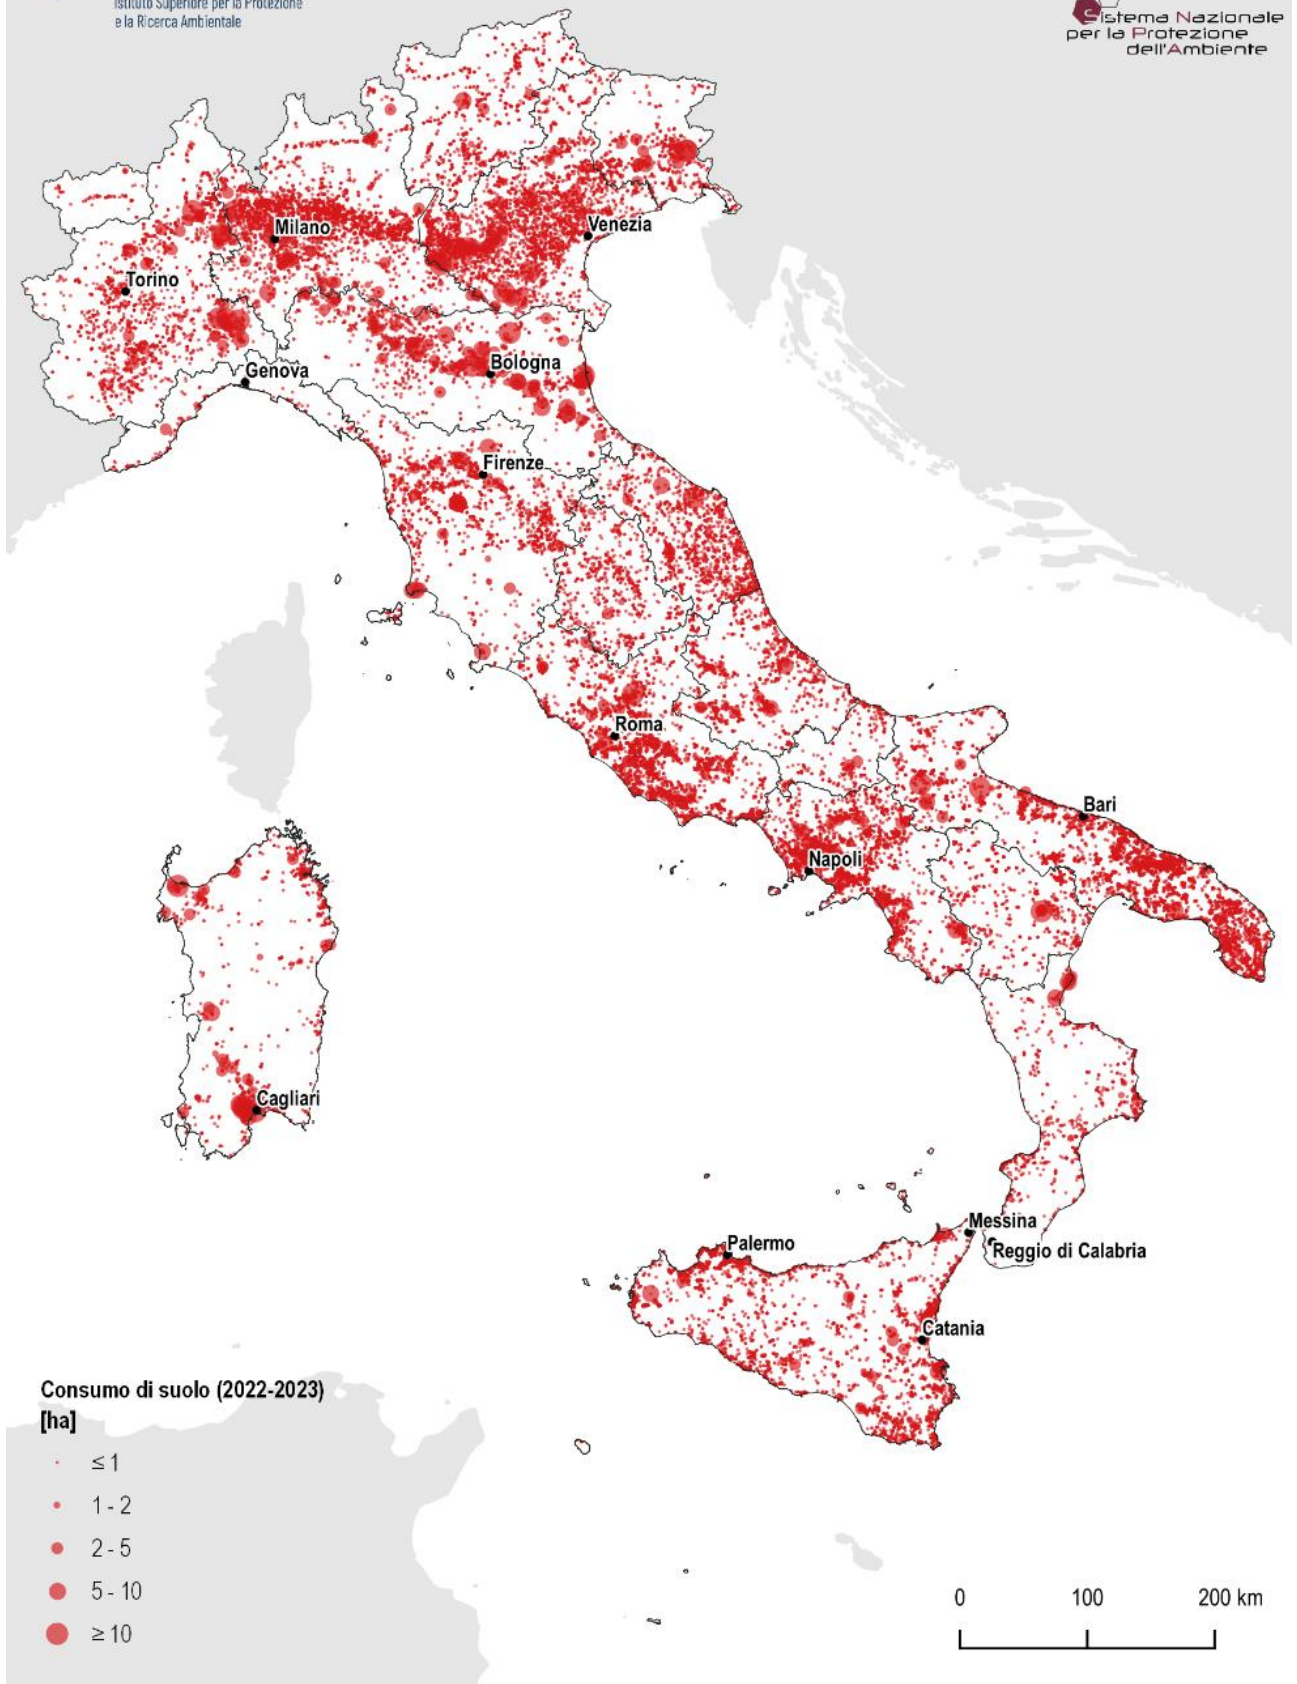 Istituto Superiore per la Protezione
e la Ricerca Ambientale
Sistema Nazionale
per la Protezione
dell'Ambiente
Milano
Venezia
Torino
Bologna
Genova
Firenze
Roma
Bari
Napoli
Cagliari
Messina
Palermo
Reggio di Calabria
Catania
Consumo di suolo (2022-2023)
[ha]
≤ 1
1 - 2
2 - 5
5 - 10
≥ 10
0 100 200 km